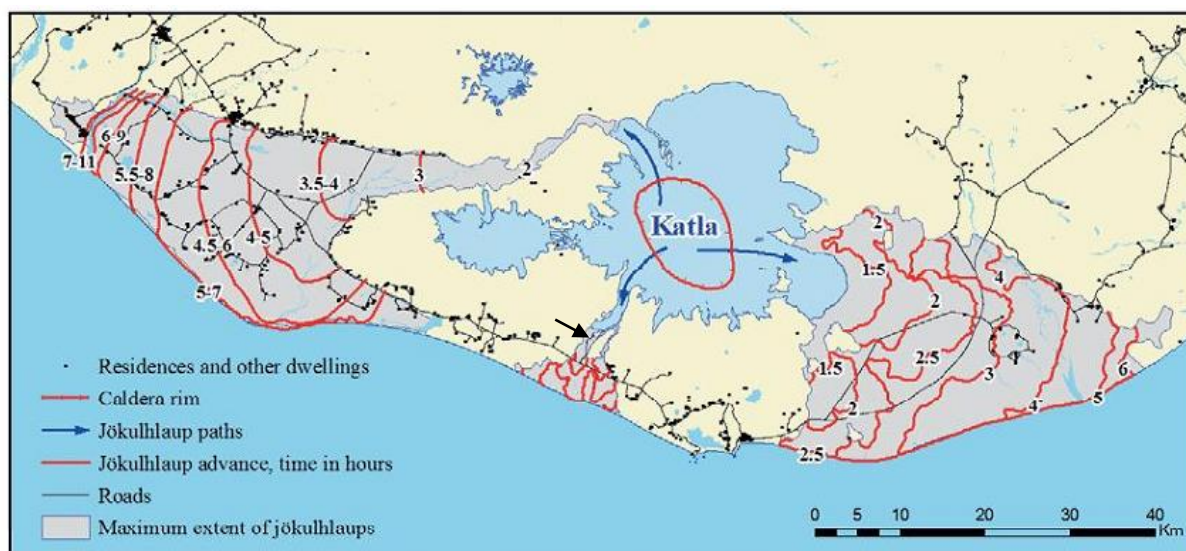 6-9
7-11
5.5-8
3.5-4
3
2
4.5-6
4-5
5-7
Katla
2
1.5
4
2
2.5
3
4
1.5
6
5
4
2
2.5
Residences and other dwellings
Caldera rim
Jökulhlaup paths
Jökulhlaup advance, time in hours
Roads
Maximum extent of jökulhlaups
0 5 10 20 30 40
Km